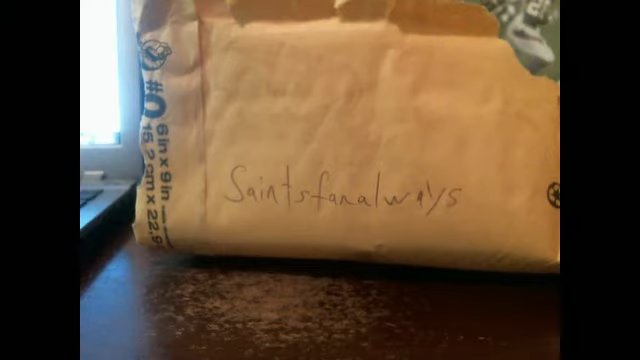 Saintsfanalways
#0 6 in x 9 in
15.2 cm x 22.9